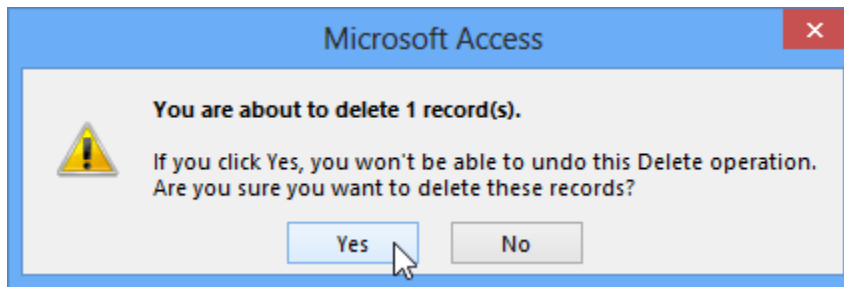 Microsoft Access
You are about to delete 1 record(s).
If you click Yes, you won't be able to undo this Delete operation.
Are you sure you want to delete these records?
Yes No